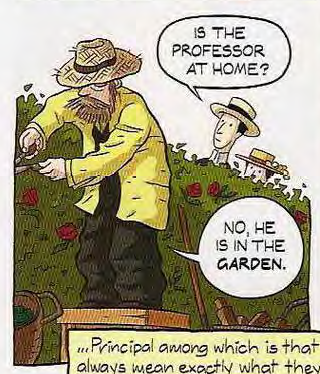 IS THE
PROFESSOR
AT HOME?
NO, HE
IS IN THE
GARDEN.
...Principal among which is that
always mean exactly what they